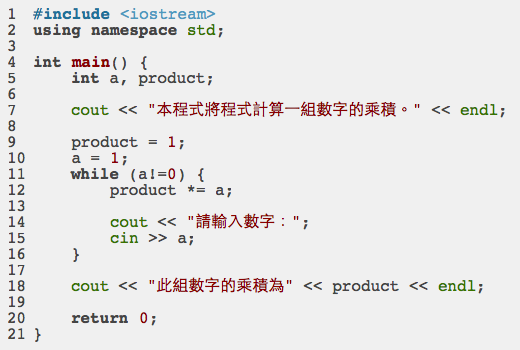 1 #include <iostream>
2 using namespace std;
3
4 int main() {
5     int a, product;
6
7     cout << "本程式將程式計算一組數字的乘積。" << endl;
8
9     product = 1;
10     a = 1;
11     while (a!=0) {
12         product *= a;
13
14         cout << "請輸入數字：";
15         cin >> a;
16     }
17
18     cout << "此組數字的乘積為" << product << endl;
19
20     return 0;
21 }